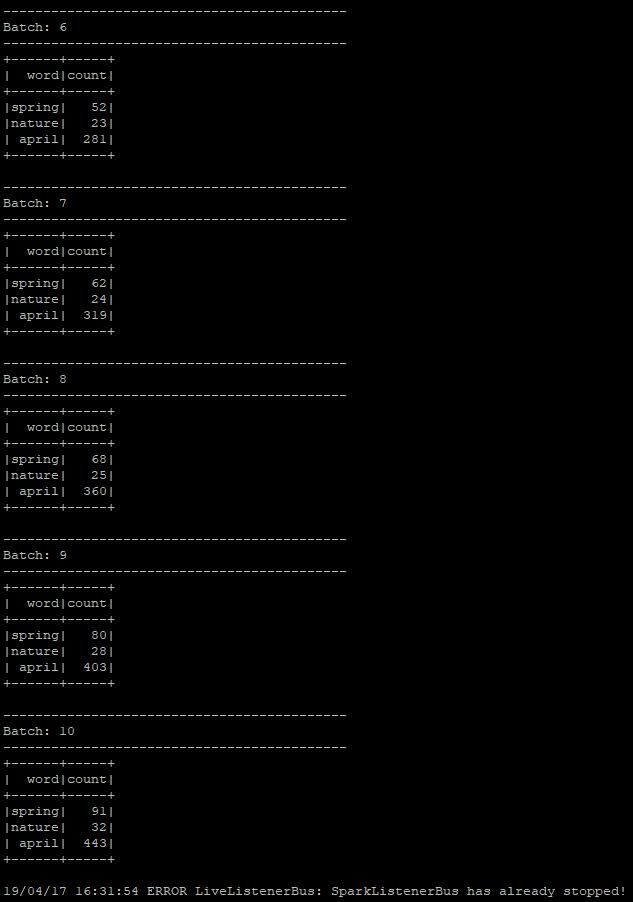 -------------------------------------------
Batch: 6
-------------------------------------------
+------+-----+
|  word|count|
+------+-----+
|spring|   52|
|nature|   23|
| april|  281|
+------+-----+

-------------------------------------------
Batch: 7
-------------------------------------------
+------+-----+
|  word|count|
+------+-----+
|spring|   62|
|nature|   24|
| april|  319|
+------+-----+

-------------------------------------------
Batch: 8
-------------------------------------------
+------+-----+
|  word|count|
+------+-----+
|spring|   68|
|nature|   25|
| april|  360|
+------+-----+

-------------------------------------------
Batch: 9
-------------------------------------------
+------+-----+
|  word|count|
+------+-----+
|spring|   80|
|nature|   28|
| april|  403|
+------+-----+

-------------------------------------------
Batch: 10
-------------------------------------------
+------+-----+
|  word|count|
+------+-----+
|spring|   91|
|nature|   32|
| april|  443|
+------+-----+

19/04/17 16:31:54 ERROR LiveListenerBus: SparkListenerBus has already stopped!